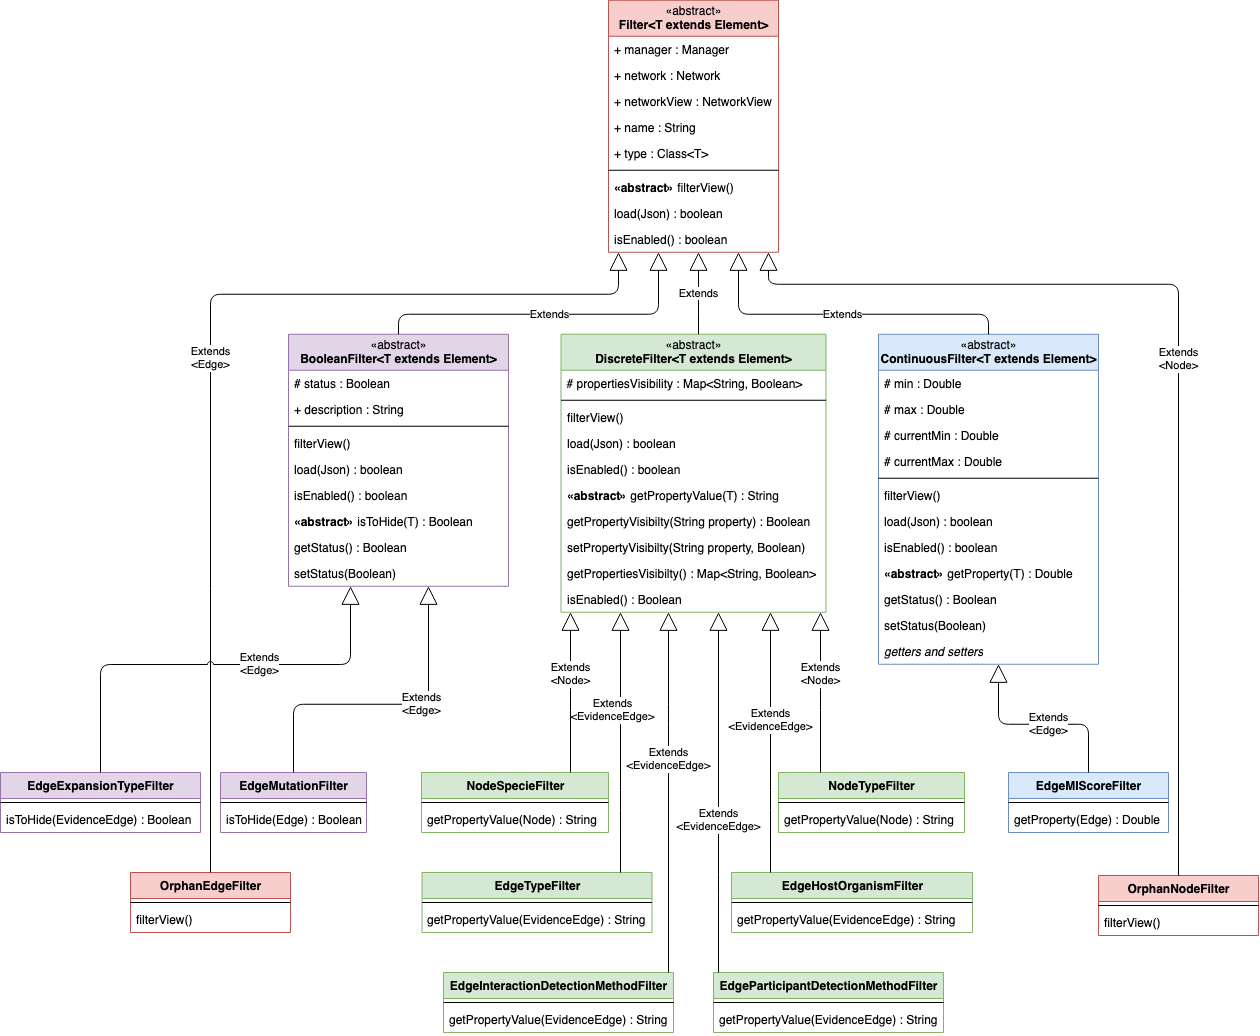 «abstract»
Filter<T extends Element>
+ manager : Manager
+ network : Network
+ networkView : NetworkView
+ name : String
+ type : Class<T>
«abstract» filterView()
load(Json) : boolean
isEnabled() : boolean
Extends
<Edge>
Extends
Extends
Extends
Extends
<Node>
«abstract»
BooleanFilter<T extends Element>
# status : Boolean
+ description : String
filterView()
load(Json) : boolean
isEnabled() : boolean
«abstract» isToHide(T) : Boolean
getStatus() : Boolean
setStatus(Boolean)
«abstract»
DiscreteFilter<T extends Element>
# propertiesVisibility : Map<String, Boolean>
filterView()
load(Json) : boolean
isEnabled() : boolean
«abstract» getPropertyValue(T) : String
getPropertyVisibilty(String property) : Boolean
setPropertyVisibilty(String property, Boolean)
getPropertiesVisibilty() : Map<String, Boolean>
isEnabled() : Boolean
«abstract»
ContinuousFilter<T extends Element>
# min : Double
# max : Double
# currentMin : Double
# currentMax : Double
filterView()
load(Json) : boolean
isEnabled() : boolean
«abstract» getProperty(T) : Double
getStatus() : Boolean
setStatus(Boolean)
getters and setters
Extends
<Edge>
Extends
<Edge>
Extends
<Node>
Extends
<EvidenceEdge>
Extends
<EvidenceEdge>
Extends
<EvidenceEdge>
Extends
<EvidenceEdge>
Extends
<Node>
Extends
<Edge>
EdgeExpansionTypeFilter
isToHide(EvidenceEdge) : Boolean
EdgeMutationFilter
isToHide(Edge) : Boolean
NodeSpecieFilter
getPropertyValue(Node) : String
NodeTypeFilter
getPropertyValue(Node) : String
EdgeMIScoreFilter
getProperty(Edge) : Double
OrphanEdgeFilter
filterView()
EdgeTypeFilter
getPropertyValue(EvidenceEdge) : String
EdgeHostOrganismFilter
getPropertyValue(EvidenceEdge) : String
OrphanNodeFilter
filterView()
EdgeInteractionDetectionMethodFilter
getPropertyValue(EvidenceEdge) : String
EdgeParticipantDetectionMethodFilter
getPropertyValue(EvidenceEdge) : String